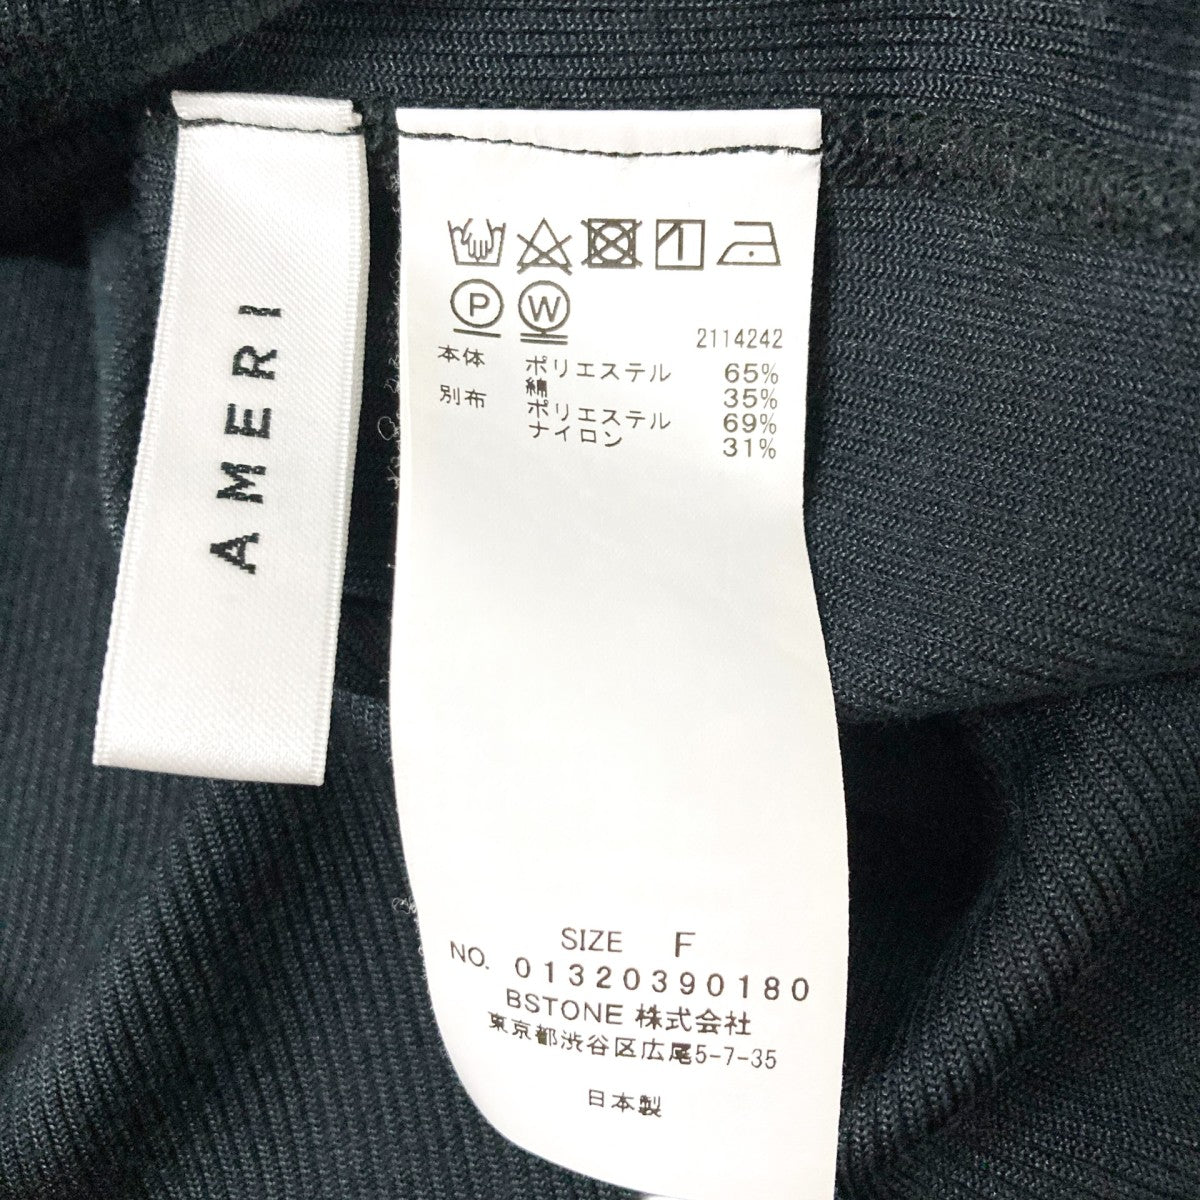 AMERI
P W
2114242
本体 ポリエステル 65%
綿 35%
別布 ポリエステル 69%
ナイロン 31%
SIZE F
NO. 01320390180
BSTONE 株式会社
東京都渋谷区広尾5-7-35
日本製